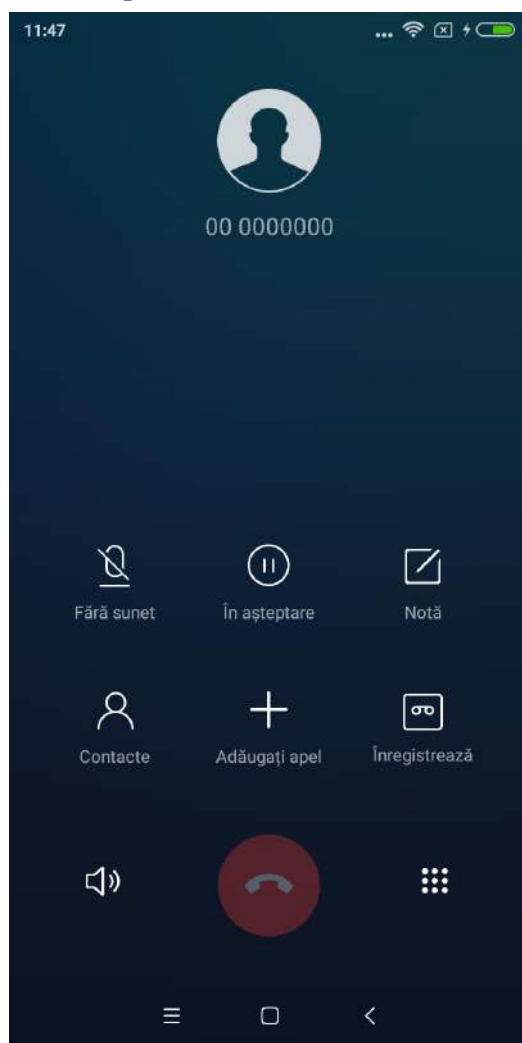 11:47
00 0000000
Fără sunet
În așteptare
Notă
Contacte
Adăugați apel
Înregistrează